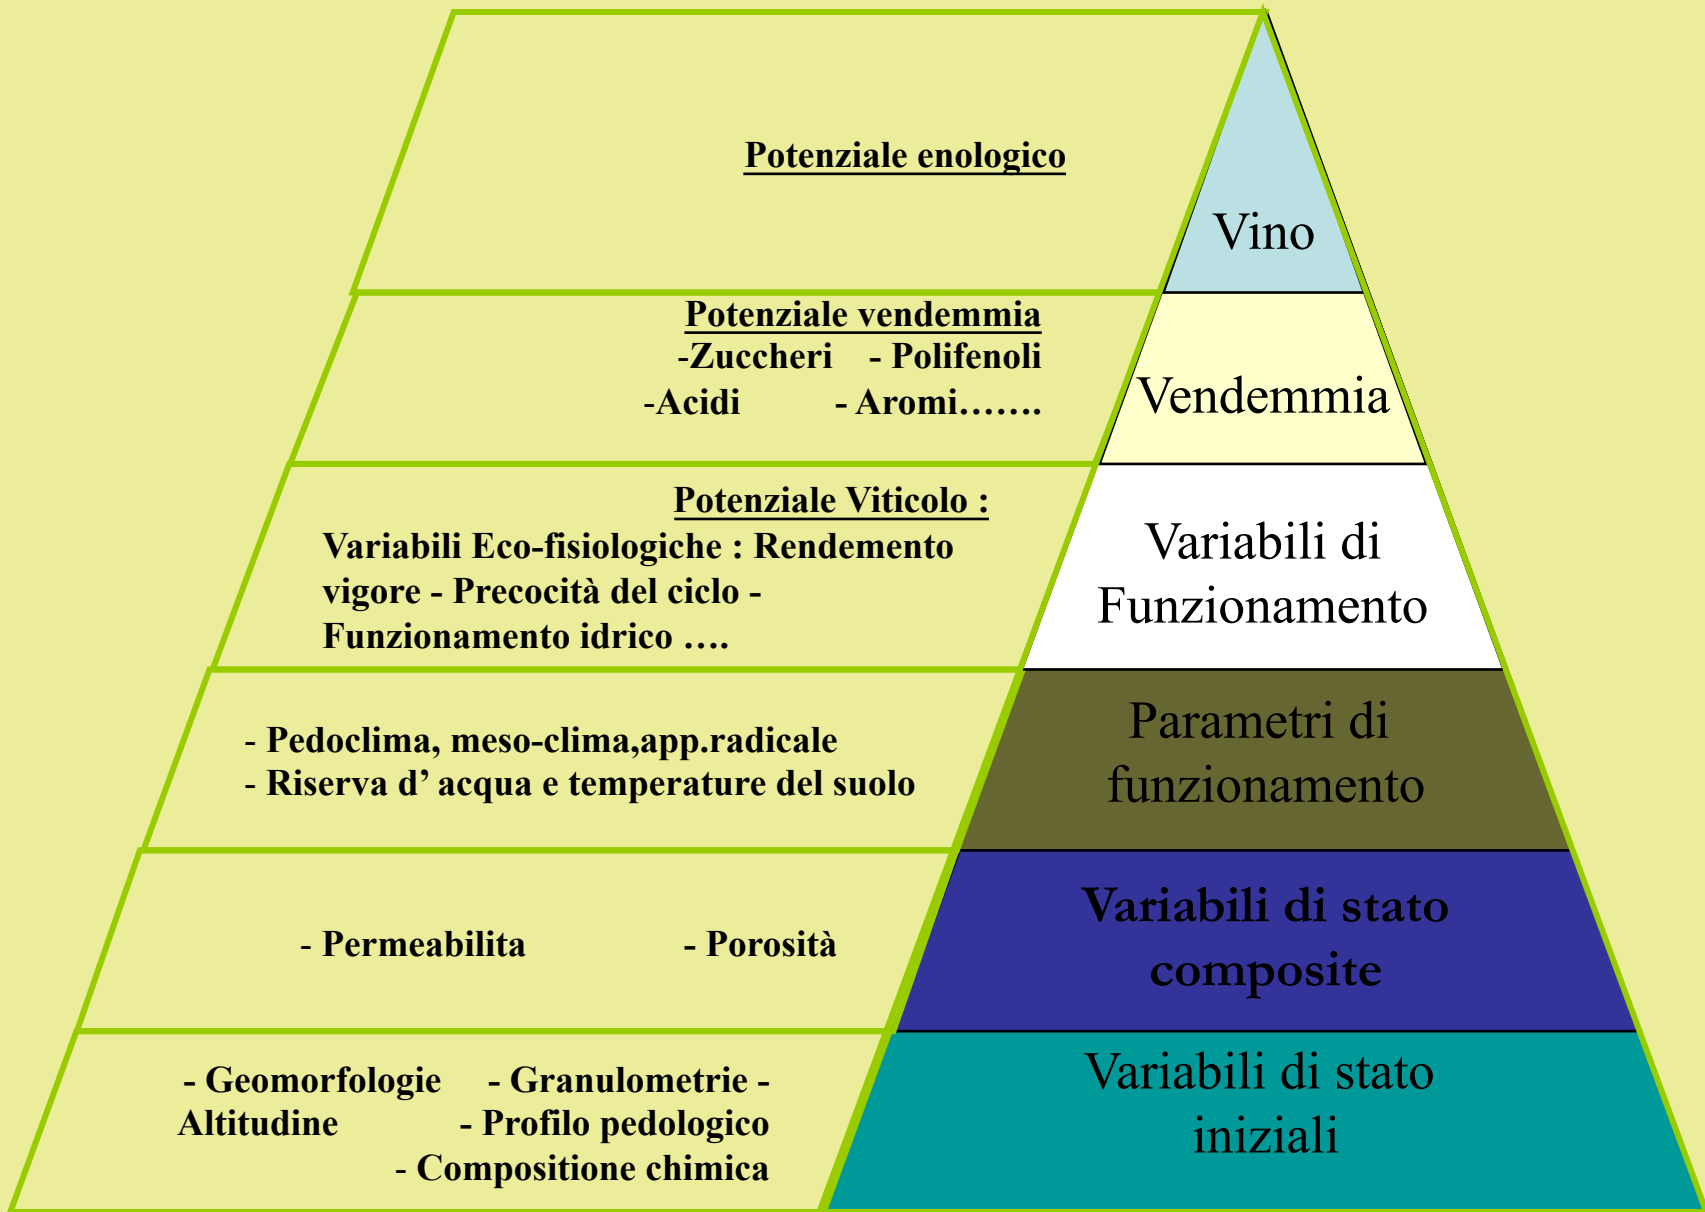 Potenziale enologico
Vino
Potenziale vendemmia
-Zuccheri - Polifenoli
-Acidi - Aromi…….
Vendemmia
Potenziale Viticolo :
Variabili Eco-fisiologiche : Rendemento
vigore - Precocità del ciclo -
Funzionamento idrico ….
Variabili di
Funzionamento
- Pedoclima, meso-clima,app.radicale
- Riserva d’ acqua e temperature del suolo
Parametri di
funzionamento
- Permeabilita - Porosità
Variabili di stato
composite
- Geomorfologie - Granulometrie -
Altitudine - Profilo pedologico
- Compositione chimica
Variabili di stato
iniziali